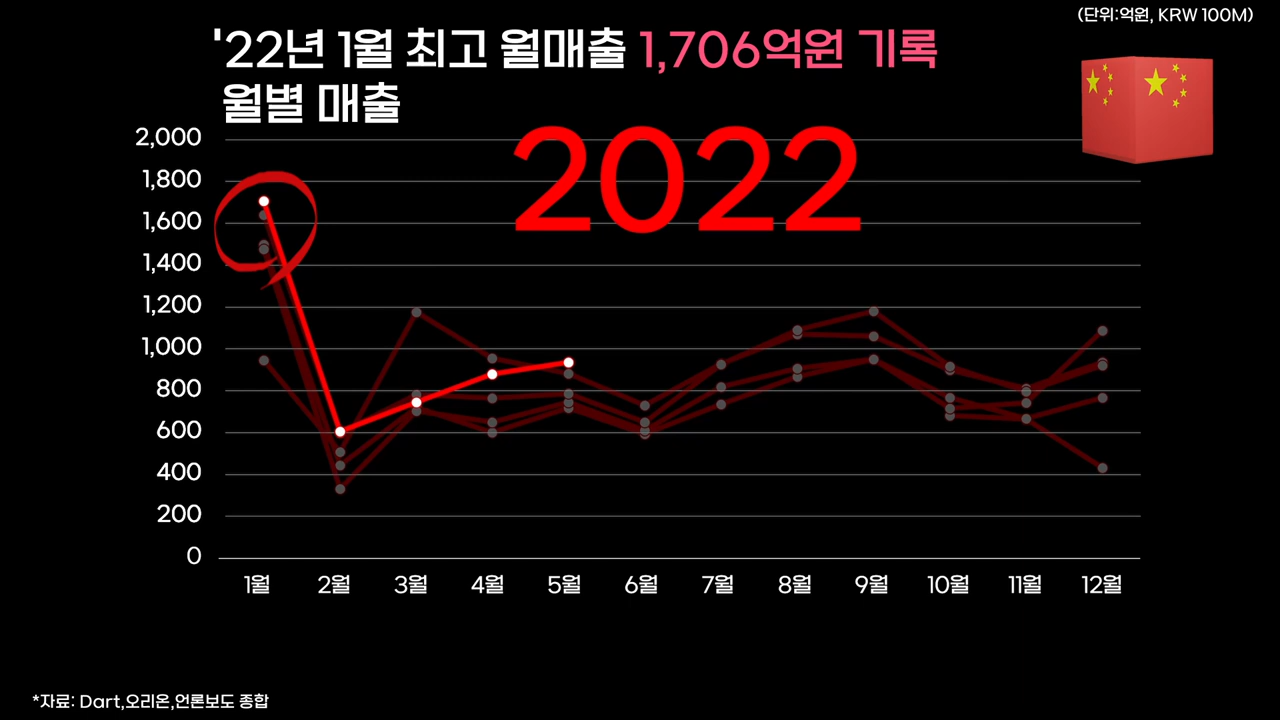 (단위:억원, KRW 100M)
'22년 1월 최고 월매출 1,706억원 기록
월별 매출
2022
2,000
1,800
1,600
1,400
1,200
1,000
800
600
400
200
0
1월 2월 3월 4월 5월 6월 7월 8월 9월 10월 11월 12월
*자료: Dart,오리온,언론보도 종합